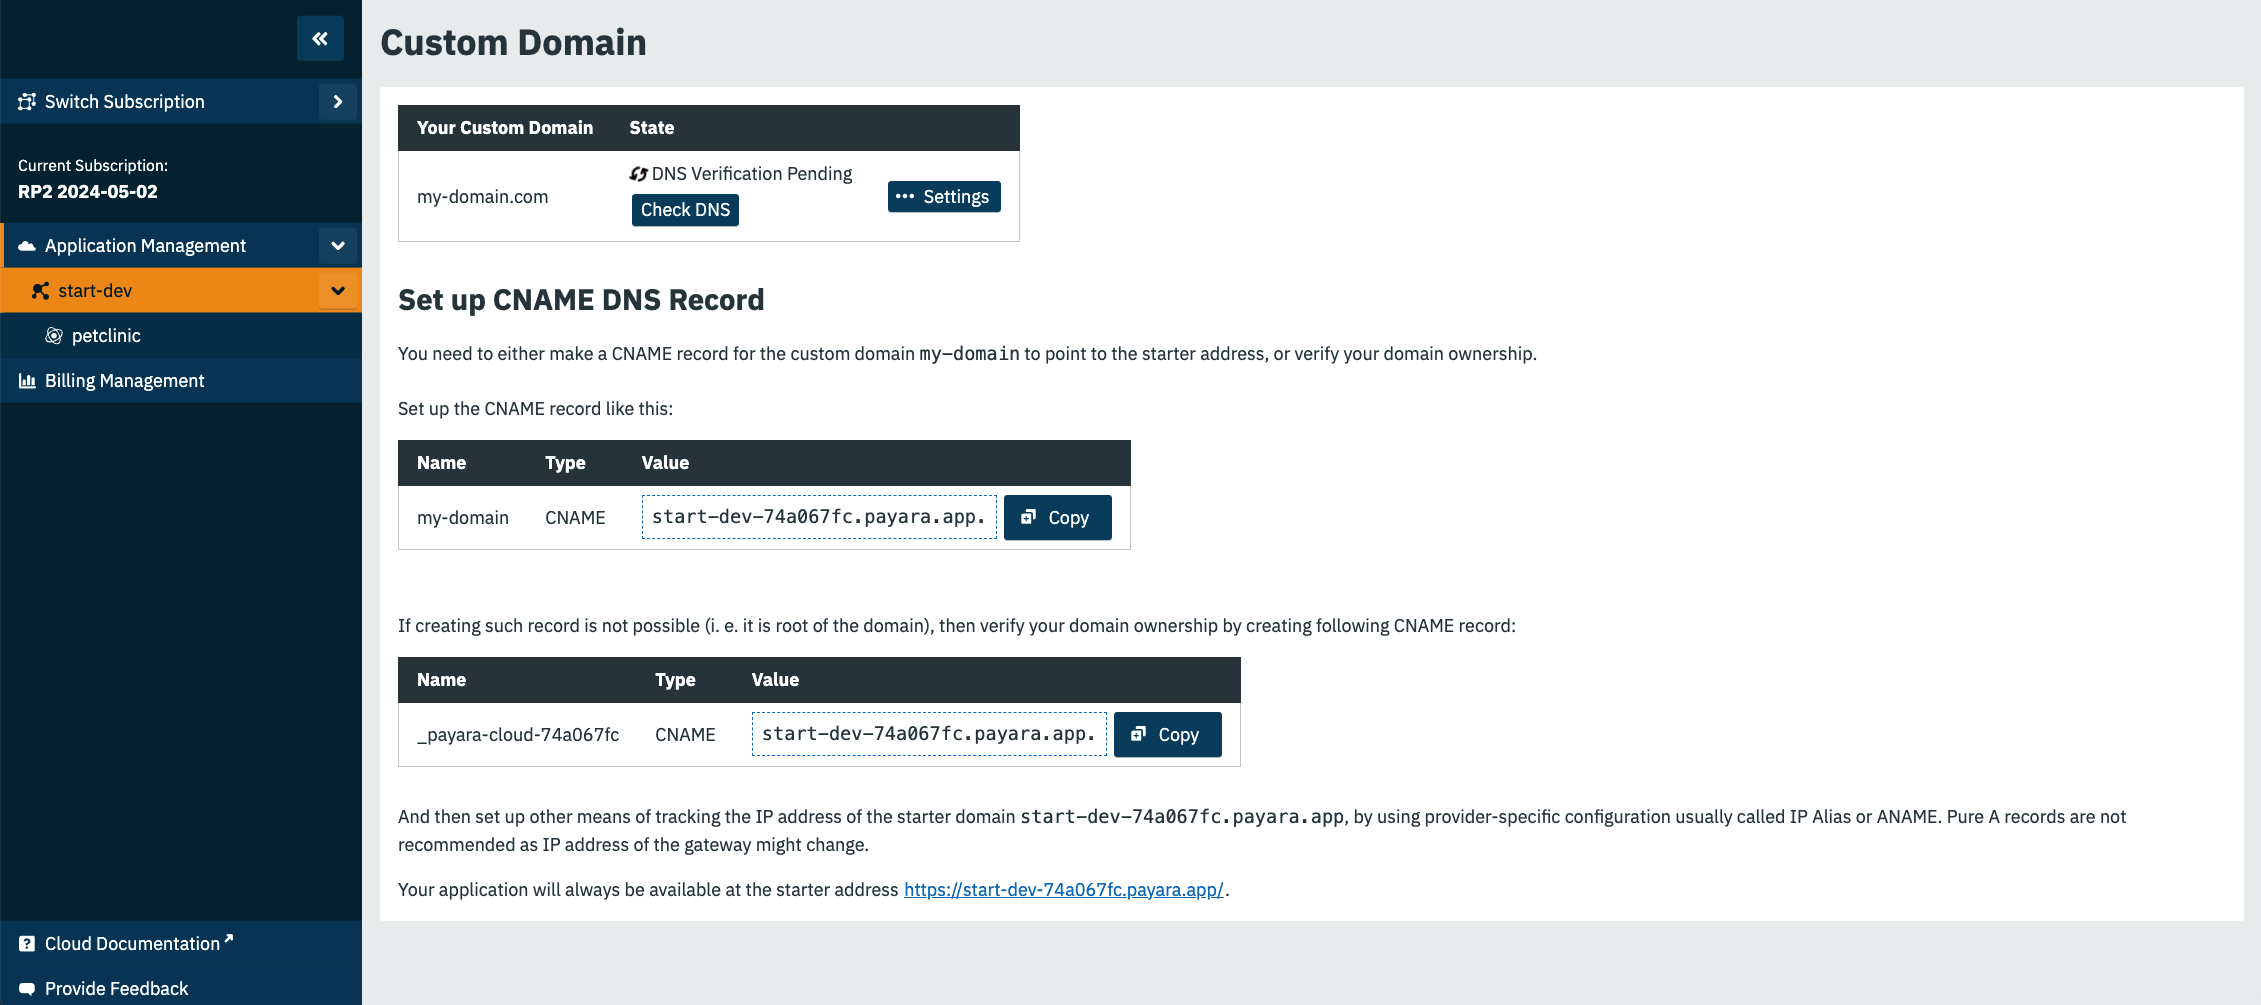 Switch Subscription
Current Subscription:
RP2 2024-05-02
Application Management
start-dev
petclinic
Billing Management
Cloud Documentation
Provide Feedback
Custom Domain
Your Custom Domain State
my-domain.com DNS Verification Pending
Check DNS
Settings
Set up CNAME DNS Record
You need to either make a CNAME record for the custom domain my-domain to point to the starter address, or verify your domain ownership.
Set up the CNAME record like this:
Name Type Value
my-domain CNAME start-dev-74a067fc.payara.app. Copy
If creating such record is not possible (i. e. it is root of the domain), then verify your domain ownership by creating following CNAME record:
Name Type Value
_payara-cloud-74a067fc CNAME start-dev-74a067fc.payara.app. Copy
And then set up other means of tracking the IP address of the starter domain start-dev-74a067fc.payara.app, by using provider-specific configuration usually called IP Alias or ANAME. Pure A records are not
recommended as IP address of the gateway might change.
Your application will always be available at the starter address https://start-dev-74a067fc.payara.app/.